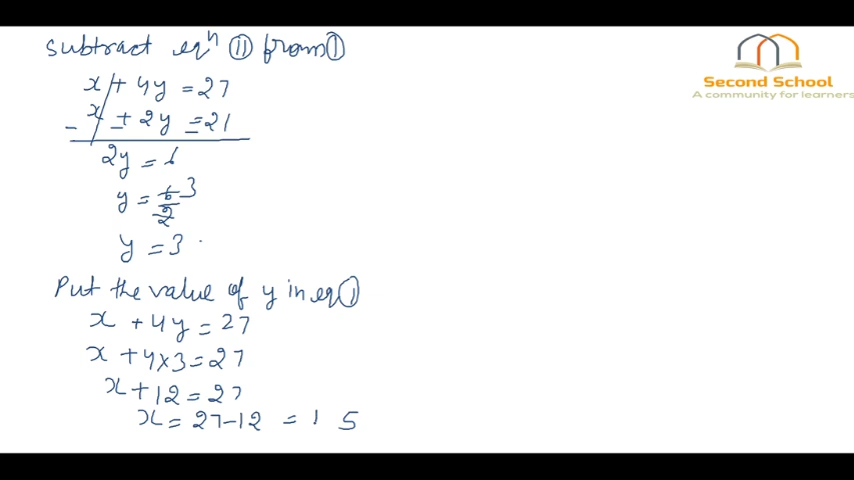 Subtract eqⁿ (II) from (I)
x + 4y = 27
- x + 2y = 21
2y = 6
y = 6/2 3
y = 3
Put the value of y in eq (1)
x + 4y = 27
x + 4x3 = 27
x + 12 = 27
x = 27-12 = 15
Second School
A community for learners